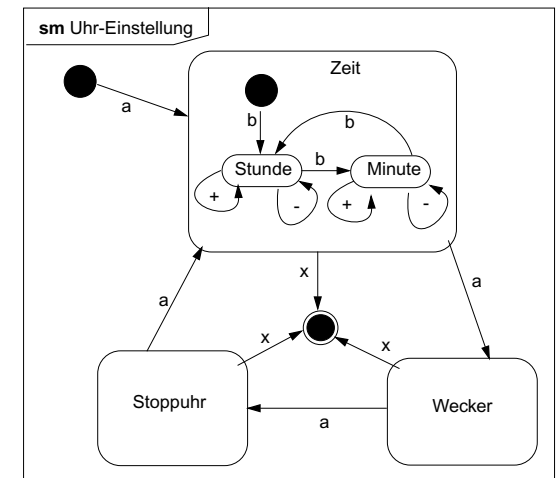 sm Uhr-Einstellung
Zeit
a
b
b
Stunde
b
Minute
+
-
+
-
x
a
a
x
x
Stoppuhr
Wecker
a